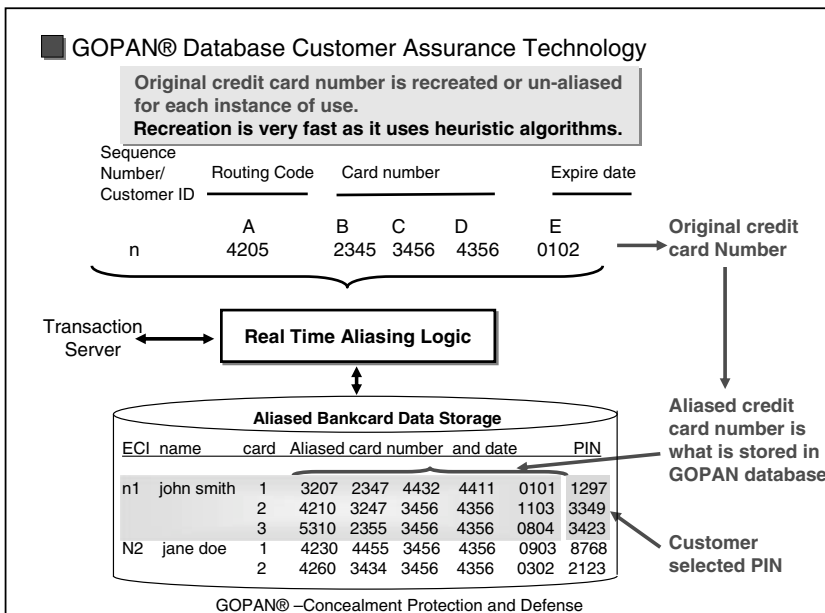 GOPAN® Database Customer Assurance Technology
Original credit card number is recreated or un-aliased
for each instance of use.
Recreation is very fast as it uses heuristic algorithms.
Sequence
Number/
Customer ID
Routing Code
Card number
Expire date
A B C D E
n 4205 2345 3456 4356 0102
Original credit
card Number
Transaction
Server
Real Time Aliasing Logic
Aliased Bankcard Data Storage
ECI name card Aliased card number and date PIN
n1 john smith 1 3207 2347 4432 4411 0101 1297
2 4210 3247 3456 4356 1103 3349
3 5310 2355 3456 4356 0804 3423
N2 jane doe 1 4230 4455 3456 4356 0903 8768
2 4260 3434 3456 4356 0302 2123
Aliased credit
card number is
what is stored in
GOPAN database
Customer
selected PIN
GOPAN® –Concealment Protection and Defense